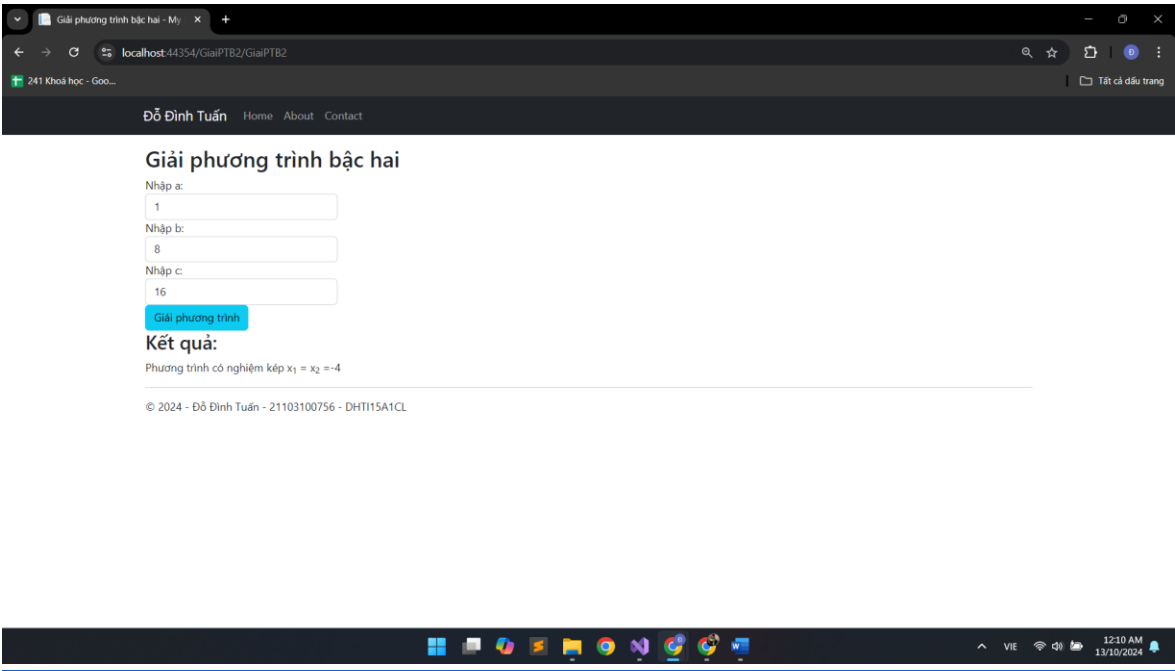 Giải phương trình bậc hai - My
localhost:44354/GiaiPTB2/GiaiPTB2
Đ
241 Khoá học - Goo...
Tất cả dấu trang
Đỗ Đình Tuấn Home About Contact
Giải phương trình bậc hai
Nhập a:
1
Nhập b:
8
Nhập c:
16
Giải phương trình
Kết quả:
Phương trình có nghiệm kép x₁ = x₂ =-4
© 2024 - Đỗ Đình Tuấn - 21103100756 - DHTI15A1CL
VIE
12:10 AM
13/10/2024